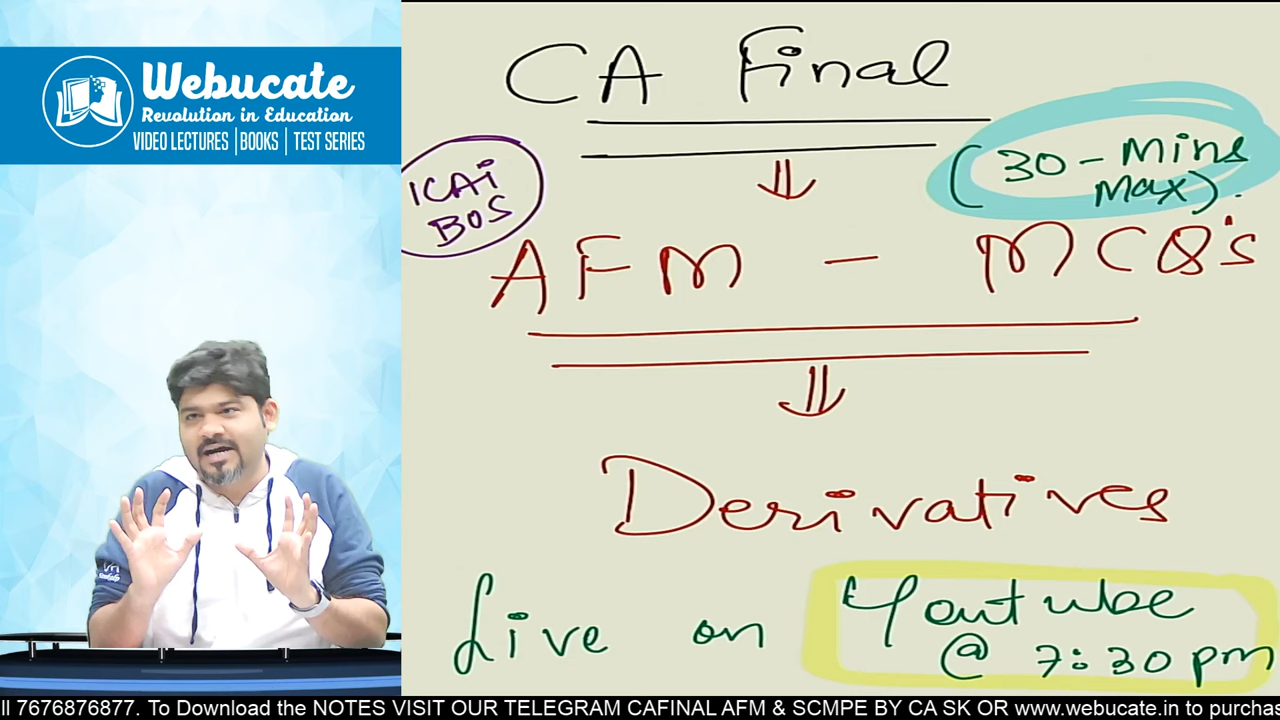 Webucate
Revolution in Education
VIDEO LECTURES | BOOKS | TEST SERIES
CA Final
(30 - Mins
Max).
ICAi
BOS
AFM - MCQ's
Derivatives
Live on Youtube
@ 7:30 pm
ll 7676876877. To Download the NOTES VISIT OUR TELEGRAM CAFINAL AFM & SCMPE BY CA SK OR www.webucate.in to purchas